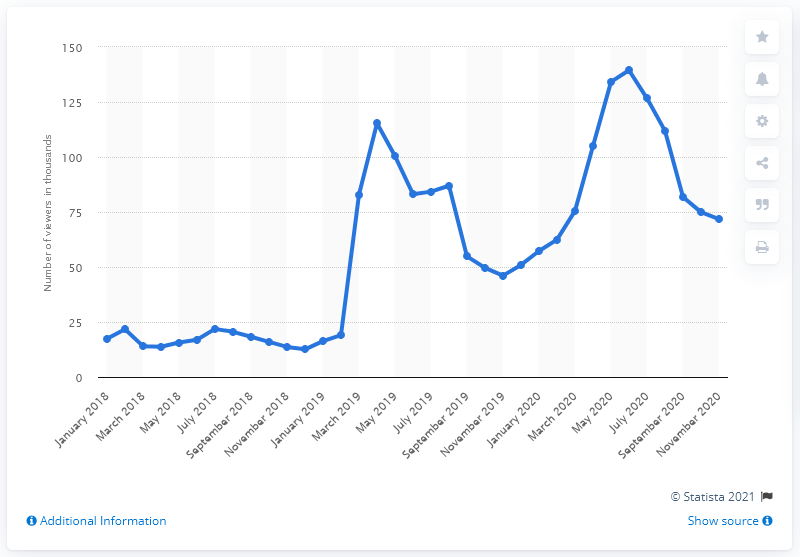 150
125
100
75
50
25
0
Number of viewers in thousands
January 2018
March 2018
May 2018
July 2018
September 2018
November 2018
January 2019
March 2019
May 2019
July 2019
September 2019
November 2019
January 2020
March 2020
May 2020
July 2020
September 2020
November 2020
© Statista 2021
Additional Information
Show source